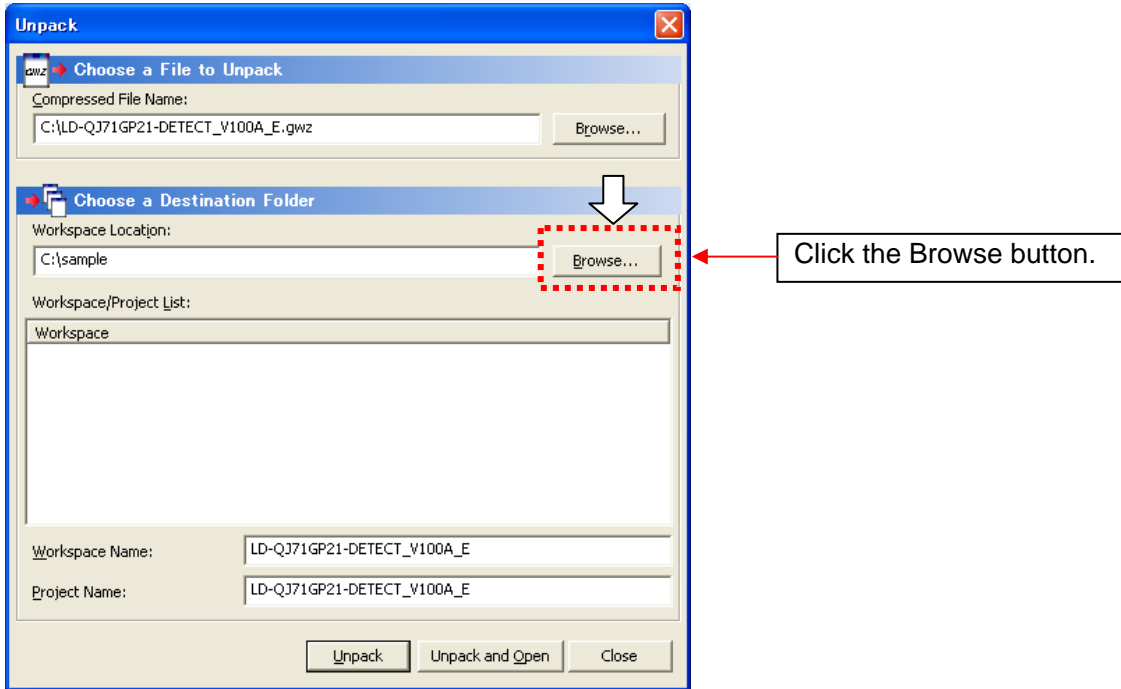 Unpack
GWZ
Choose a File to Unpack
Compressed File Name:
C:\LD-QJ71GP21-DETECT_V100A_E.gwz
Browse...
Choose a Destination Folder
Workspace Location:
C:\sample
Browse...
Click the Browse button.
Workspace/Project List:
Workspace
Workspace Name:
LD-QJ71GP21-DETECT_V100A_E
Project Name:
LD-QJ71GP21-DETECT_V100A_E
Unpack
Unpack and Open
Close